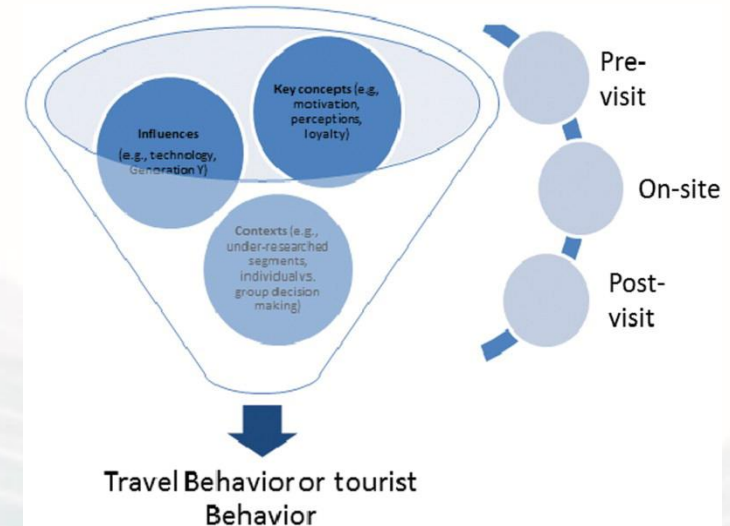 Influences
(e.g., technology,
Generation Y)
Key concepts (e.g.,
motivation,
perceptions,
loyalty)
Contexts (e.g.,
under-researched
segments,
individual vs.
group decision
making)
Travel Behavior or tourist
Behavior
Pre-
visit
On-site
Post-
visit